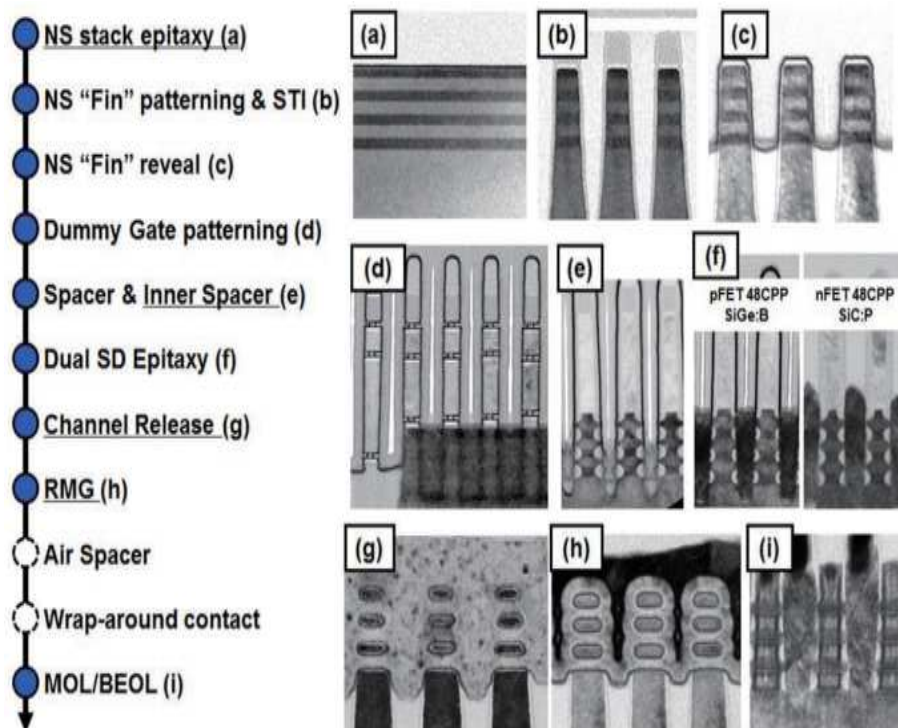 NS stack epitaxy (a)
NS “Fin” patterning & STI (b)
NS “Fin” reveal (c)
Dummy Gate patterning (d)
Spacer & Inner Spacer (e)
Dual SD Epitaxy (f)
Channel Release (g)
RMG (h)
Air Spacer
Wrap-around contact
MOL/BEOL (i)
(a)
(b)
(c)
(d)
(e)
(f)
pFET 48CPP
SiGe:B
nFET 48CPP
SiC:P
(g)
(h)
(i)